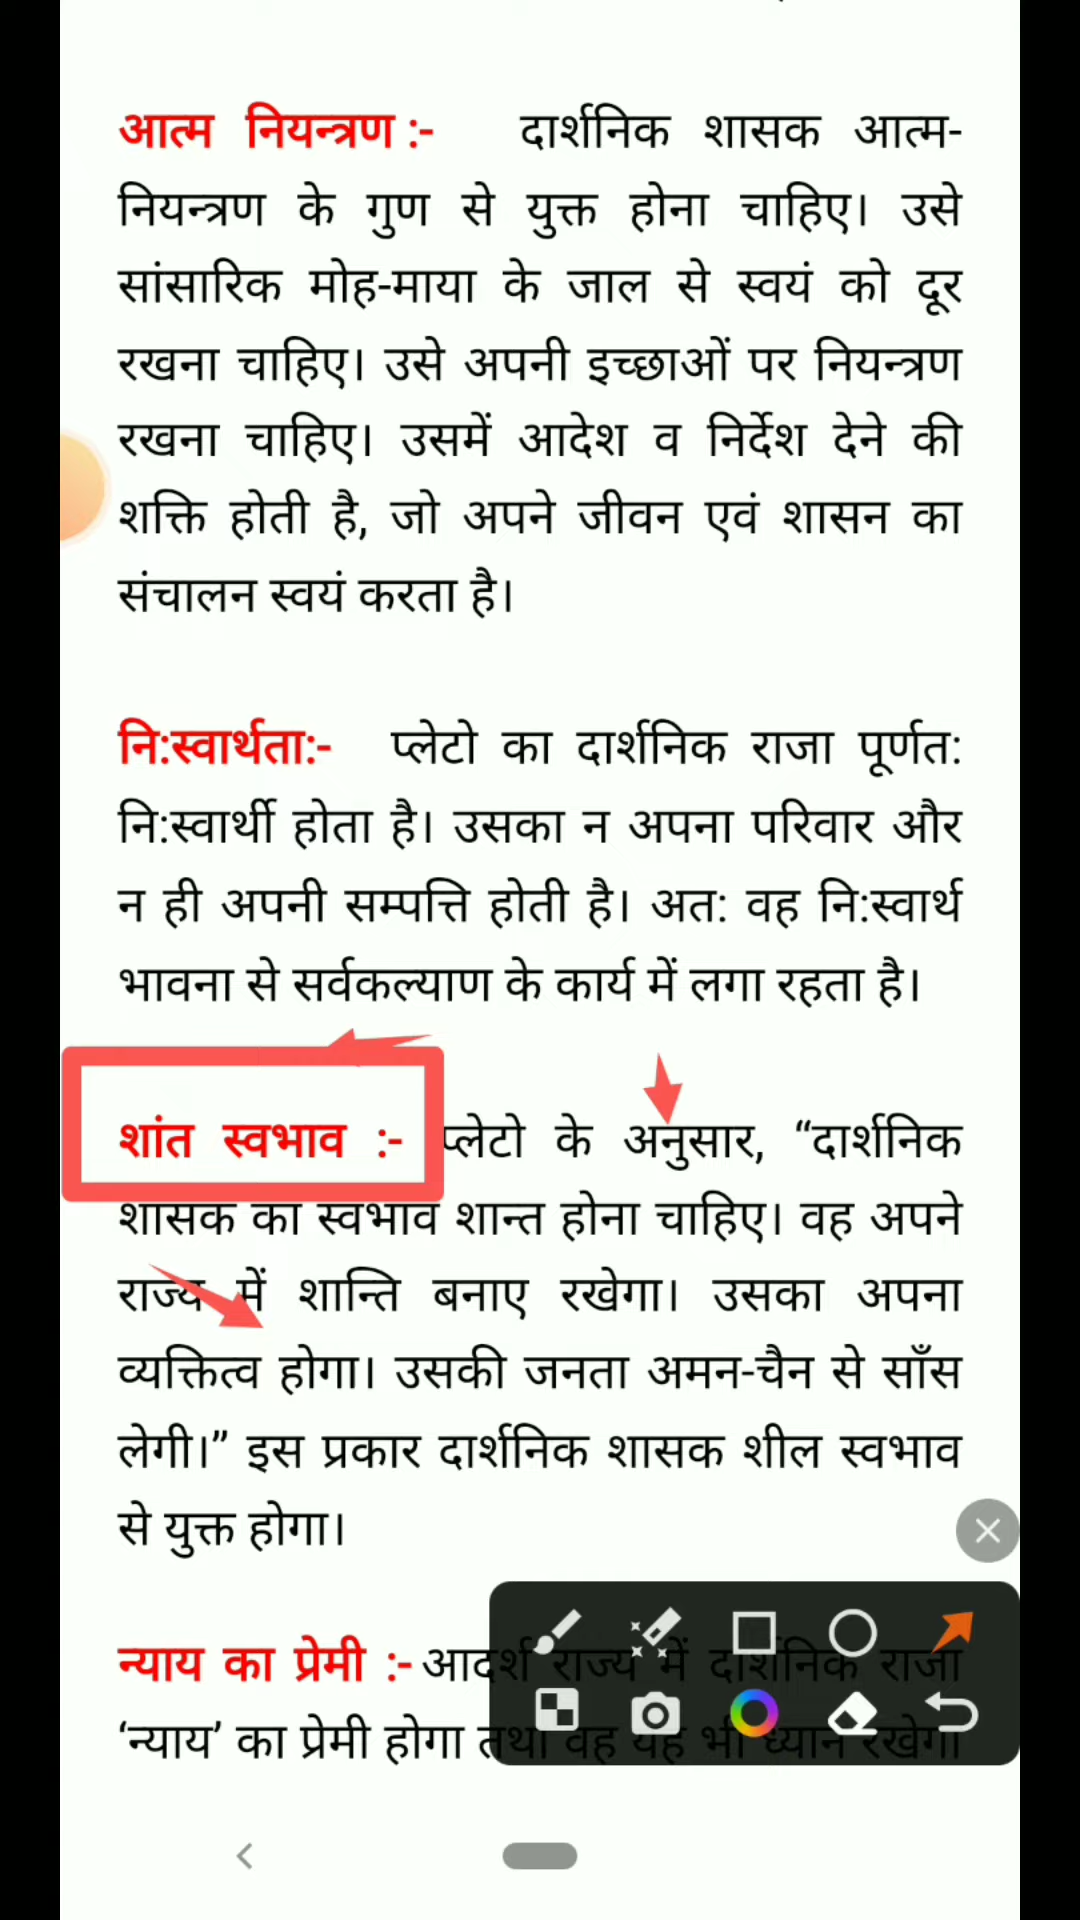 आत्म नियन्त्रण :- दार्शनिक शासक आत्म-
नियन्त्रण के गुण से युक्त होना चाहिए। उसे
सांसारिक मोह-माया के जाल से स्वयं को दूर
रखना चाहिए। उसे अपनी इच्छाओं पर नियन्त्रण
रखना चाहिए। उसमें आदेश व निर्देश देने की
शक्ति होती है, जो अपने जीवन एवं शासन का
संचालन स्वयं करता है।
नि:स्वार्थता:- प्लेटो का दार्शनिक राजा पूर्णत:
नि:स्वार्थी होता है। उसका न अपना परिवार और
न ही अपनी सम्पत्ति होती है। अत: वह नि:स्वार्थ
भावना से सर्वकल्याण के कार्य में लगा रहता है।
शांत स्वभाव :- प्लेटो के अनुसार, “दार्शनिक
शासक का स्वभाव शान्त होना चाहिए। वह अपने
राज्य में शान्ति बनाए रखेगा। उसका अपना
व्यक्तित्व होगा। उसकी जनता अमन-चैन से साँस
लेगी।” इस प्रकार दार्शनिक शासक शील स्वभाव
से युक्त होगा।
न्याय का प्रेमी :- आदर्श राज्य में दार्शनिक राजा
‘न्याय’ का प्रेमी होगा तथा वह यह भी ध्यान रखेगा